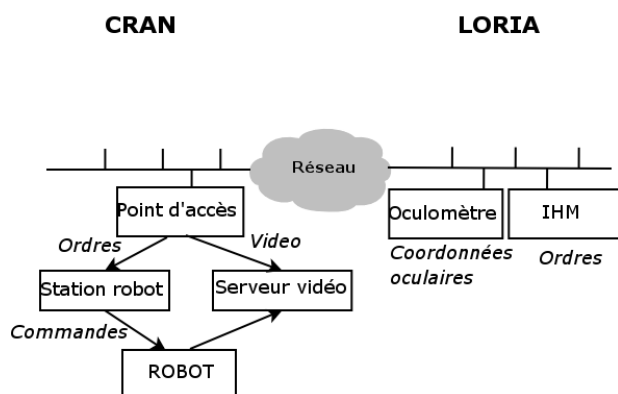 CRAN
LORIA
Réseau
Point d'accès
Oculomètre
IHM
Ordres
Video
Coordonnées
oculaires
Ordres
Station robot
Serveur vidéo
Commandes
ROBOT